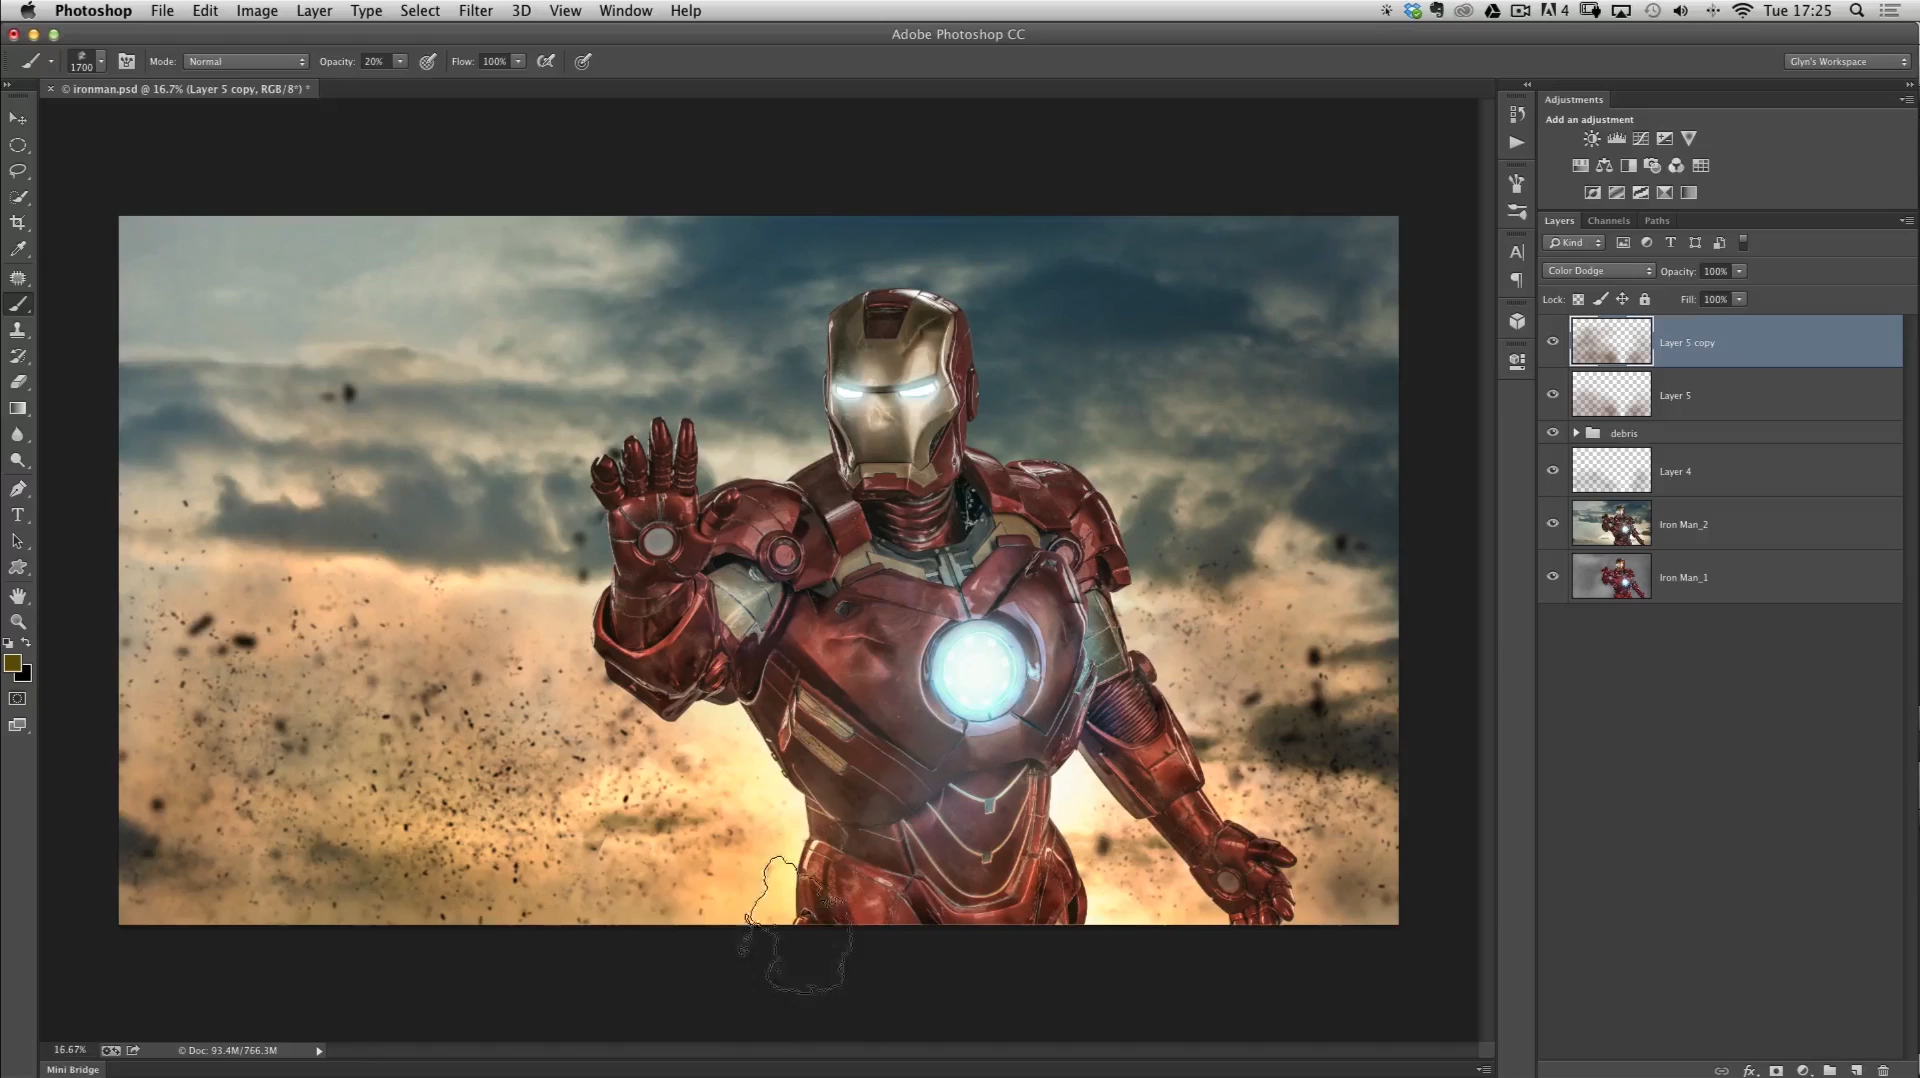 Photoshop File Edit Image Layer Type Select Filter 3D View Window Help 4 Tue 17:25
Adobe Photoshop CC
1700 Mode: Normal Opacity: 20% Flow: 100% Glyn's Workspace
× © ironman.psd @ 16.7% (Layer 5 copy, RGB/8*) *
Adjustments
Add an adjustment
Layers Channels Paths
Kind
Color Dodge Opacity: 100%
Lock: Fill: 100%
Layer 5 copy
Layer 5
debris
Layer 4
Iron Man_2
Iron Man_1
16.67% © Doc: 93.4M/766.3M
Mini Bridge